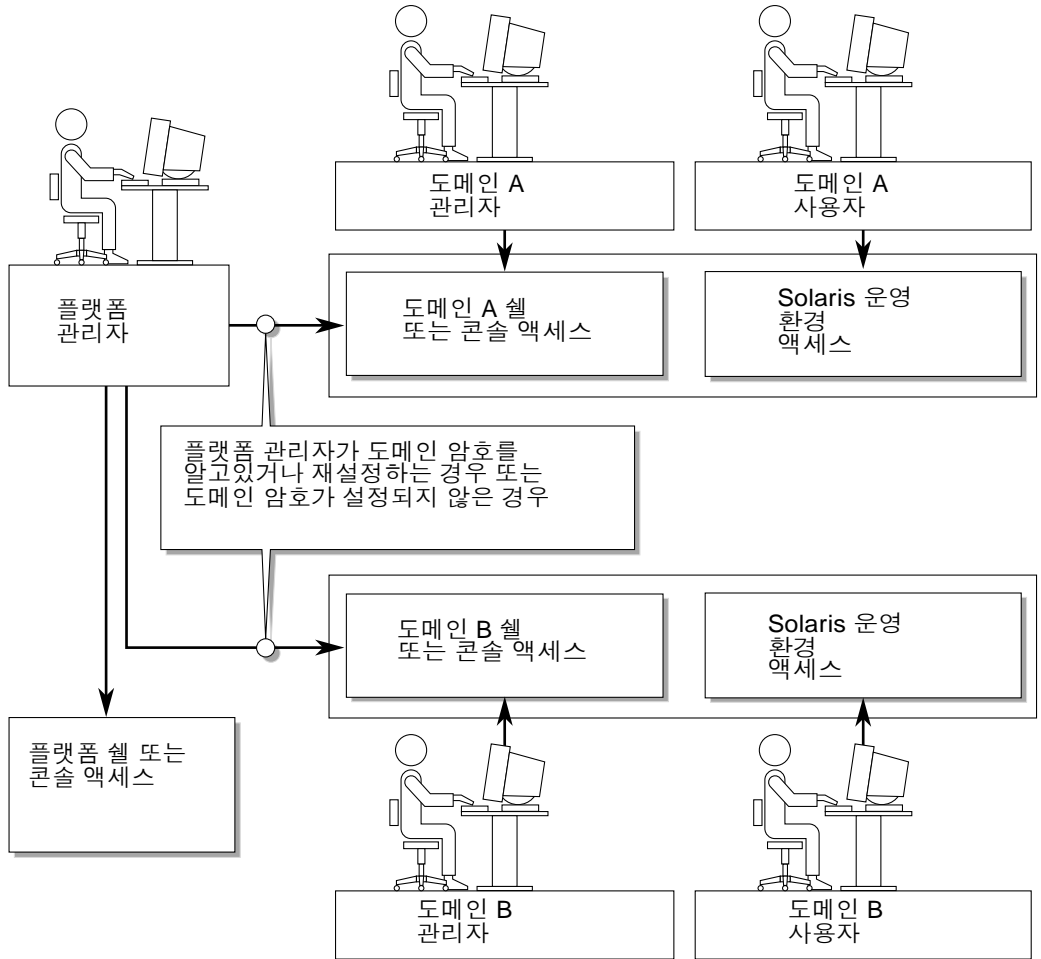 도메인 A
관리자
도메인 A
사용자
플랫폼
관리자
도메인 A 쉘
또는 콘솔 액세스
Solaris 운영
환경
액세스
플랫폼 관리자가 도메인 암호를
알고있거나 재설정하는 경우 또는
도메인 암호가 설정되지 않은 경우
도메인 B 쉘
또는 콘솔 액세스
Solaris 운영
환경
액세스
플랫폼 쉘 또는
콘솔 액세스
도메인 B
관리자
도메인 B
사용자